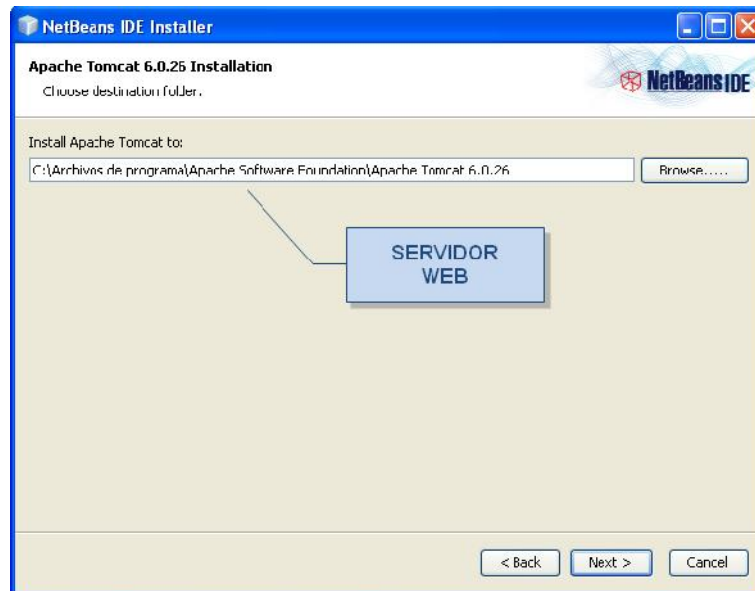 NetBeans IDE Installer
Apache Tomcat 6.0.26 Installation
Choose destination folder.
NetBeans IDE
Install Apache Tomcat to:
C:\Archivos de programa\Apache Software Foundation\Apache Tomcat 6.0.26
Browse.....
SERVIDOR
WEB
< Back
Next >
Cancel